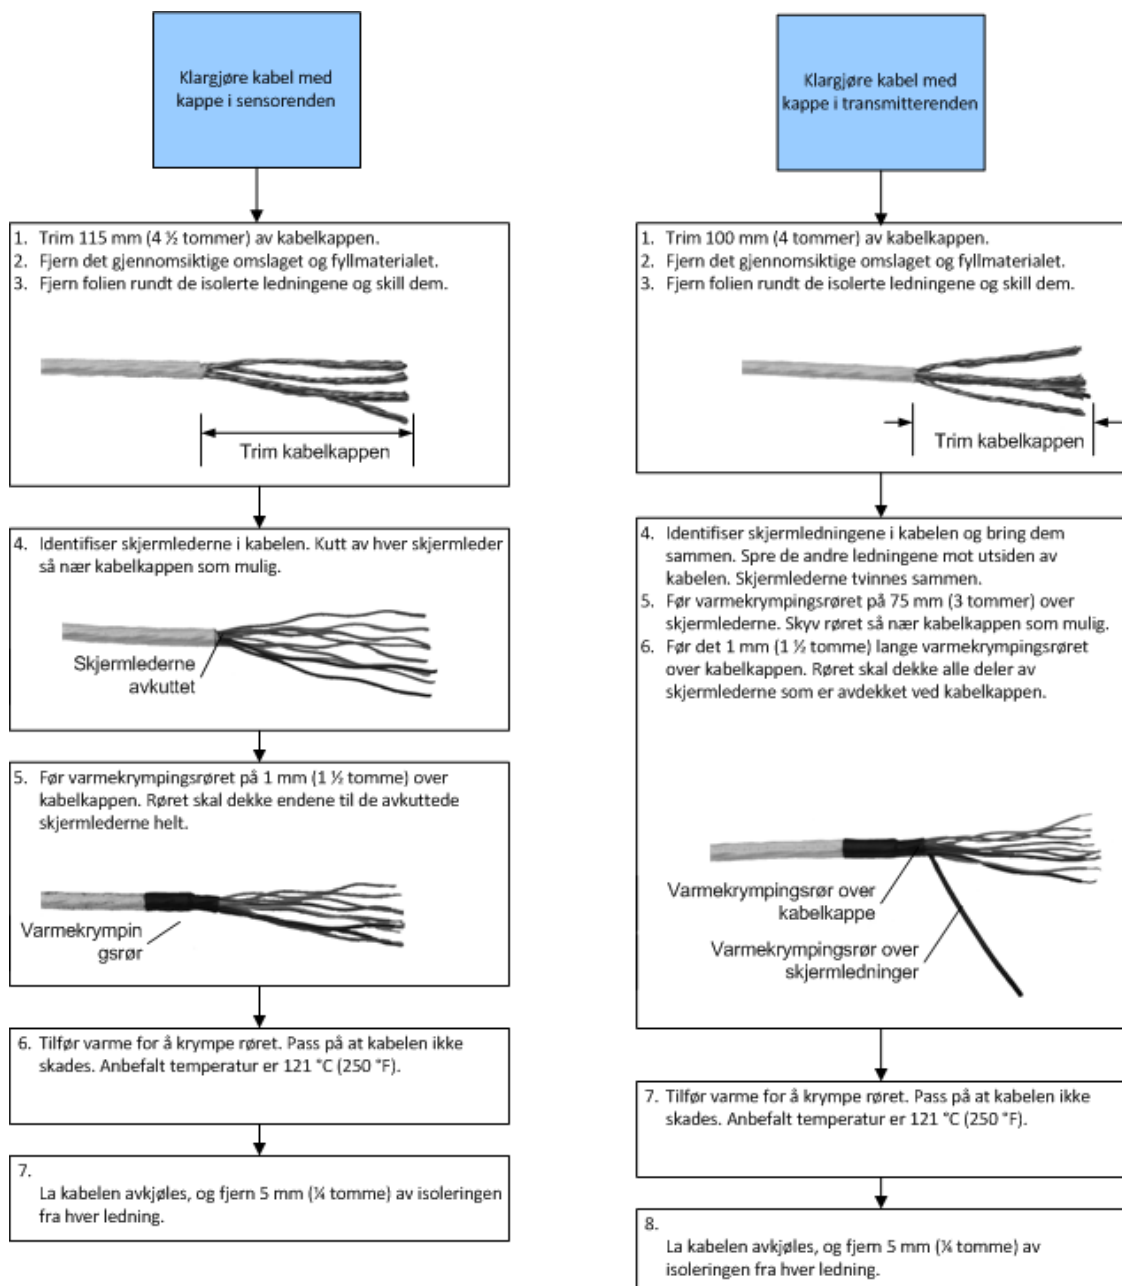 Klargjøre kabel med
kappe i sensorenden
1. Trim 115 mm (4 ½ tommer) av kabelkappen.
2. Fjern det gjennomsiktige omslaget og fyllmaterialet.
3. Fjern folien rundt de isolerte ledningene og skill dem.
Trim kabelkappen
4. Identifiser skjermlederne i kabelen. Kutt av hver skjermleder
så nær kabelkappen som mulig.
Skjermlederne
avkuttet
5. Før varmekrympingsrøret på 1 mm (1 ½ tomme) over
kabelkappen. Røret skal dekke endene til de avkuttede
skjermlederne helt.
Varmekrympin
gsrør
6. Tilfør varme for å krympe røret. Pass på at kabelen ikke
skades. Anbefalt temperatur er 121 °C (250 °F).
7.
La kabelen avkjøles, og fjern 5 mm (¼ tomme) av isoleringen
fra hver ledning.
Klargjøre kabel med
kappe i transmitterenden
1. Trim 100 mm (4 tommer) av kabelkappen.
2. Fjern det gjennomsiktige omslaget og fyllmaterialet.
3. Fjern folien rundt de isolerte ledningene og skill dem.
Trim kabelkappen
4. Identifiser skjermledningene i kabelen og bring dem
sammen. Spre de andre ledningene mot utsiden av
kabelen. Skjermlederne tvinnes sammen.
5. Før varmekrympingsrøret på 75 mm (3 tommer) over
skjermlederne. Skyv røret så nær kabelkappen som mulig.
6. Før det 1 mm (1 ½ tomme) lange varmekrympingsrøret
over kabelkappen. Røret skal dekke alle deler av
skjermlederne som er avdekket ved kabelkappen.
Varmekrympingsrør over
kabelkappe
Varmekrympingsrør over
skjermledninger
7. Tilfør varme for å krympe røret. Pass på at kabelen ikke
skades. Anbefalt temperatur er 121 °C (250 °F).
8.
La kabelen avkjøles, og fjern 5 mm (¼ tomme) av
isoleringen fra hver ledning.